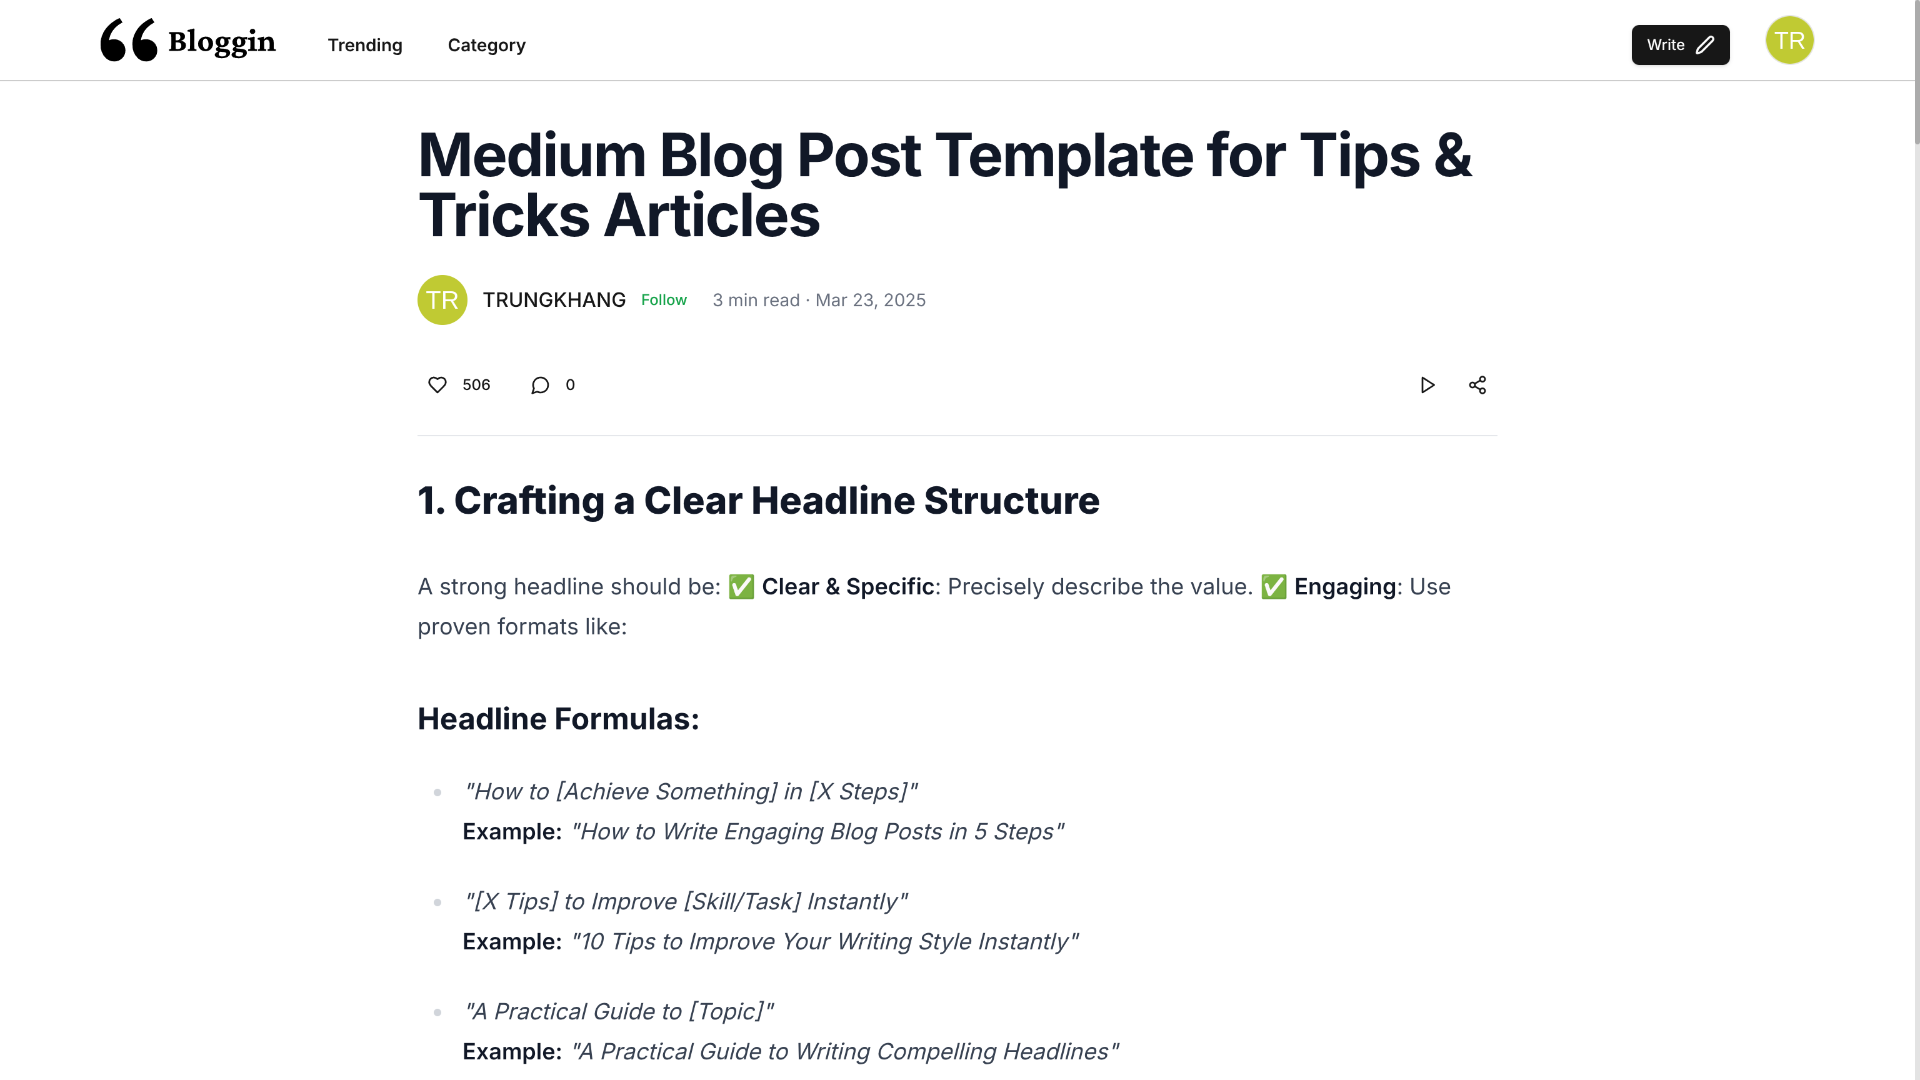 Bloggin
Trending
Category
Write
TR
Medium Blog Post Template for Tips &
Tricks Articles
TR
TRUNGKHANG
Follow
3 min read · Mar 23, 2025
506
0
1. Crafting a Clear Headline Structure
A strong headline should be: ✅ Clear & Specific: Precisely describe the value. ✅ Engaging: Use
proven formats like:
Headline Formulas:
"How to [Achieve Something] in [X Steps]"
Example: "How to Write Engaging Blog Posts in 5 Steps"
"[X Tips] to Improve [Skill/Task] Instantly"
Example: "10 Tips to Improve Your Writing Style Instantly"
"A Practical Guide to [Topic]"
Example: "A Practical Guide to Writing Compelling Headlines"